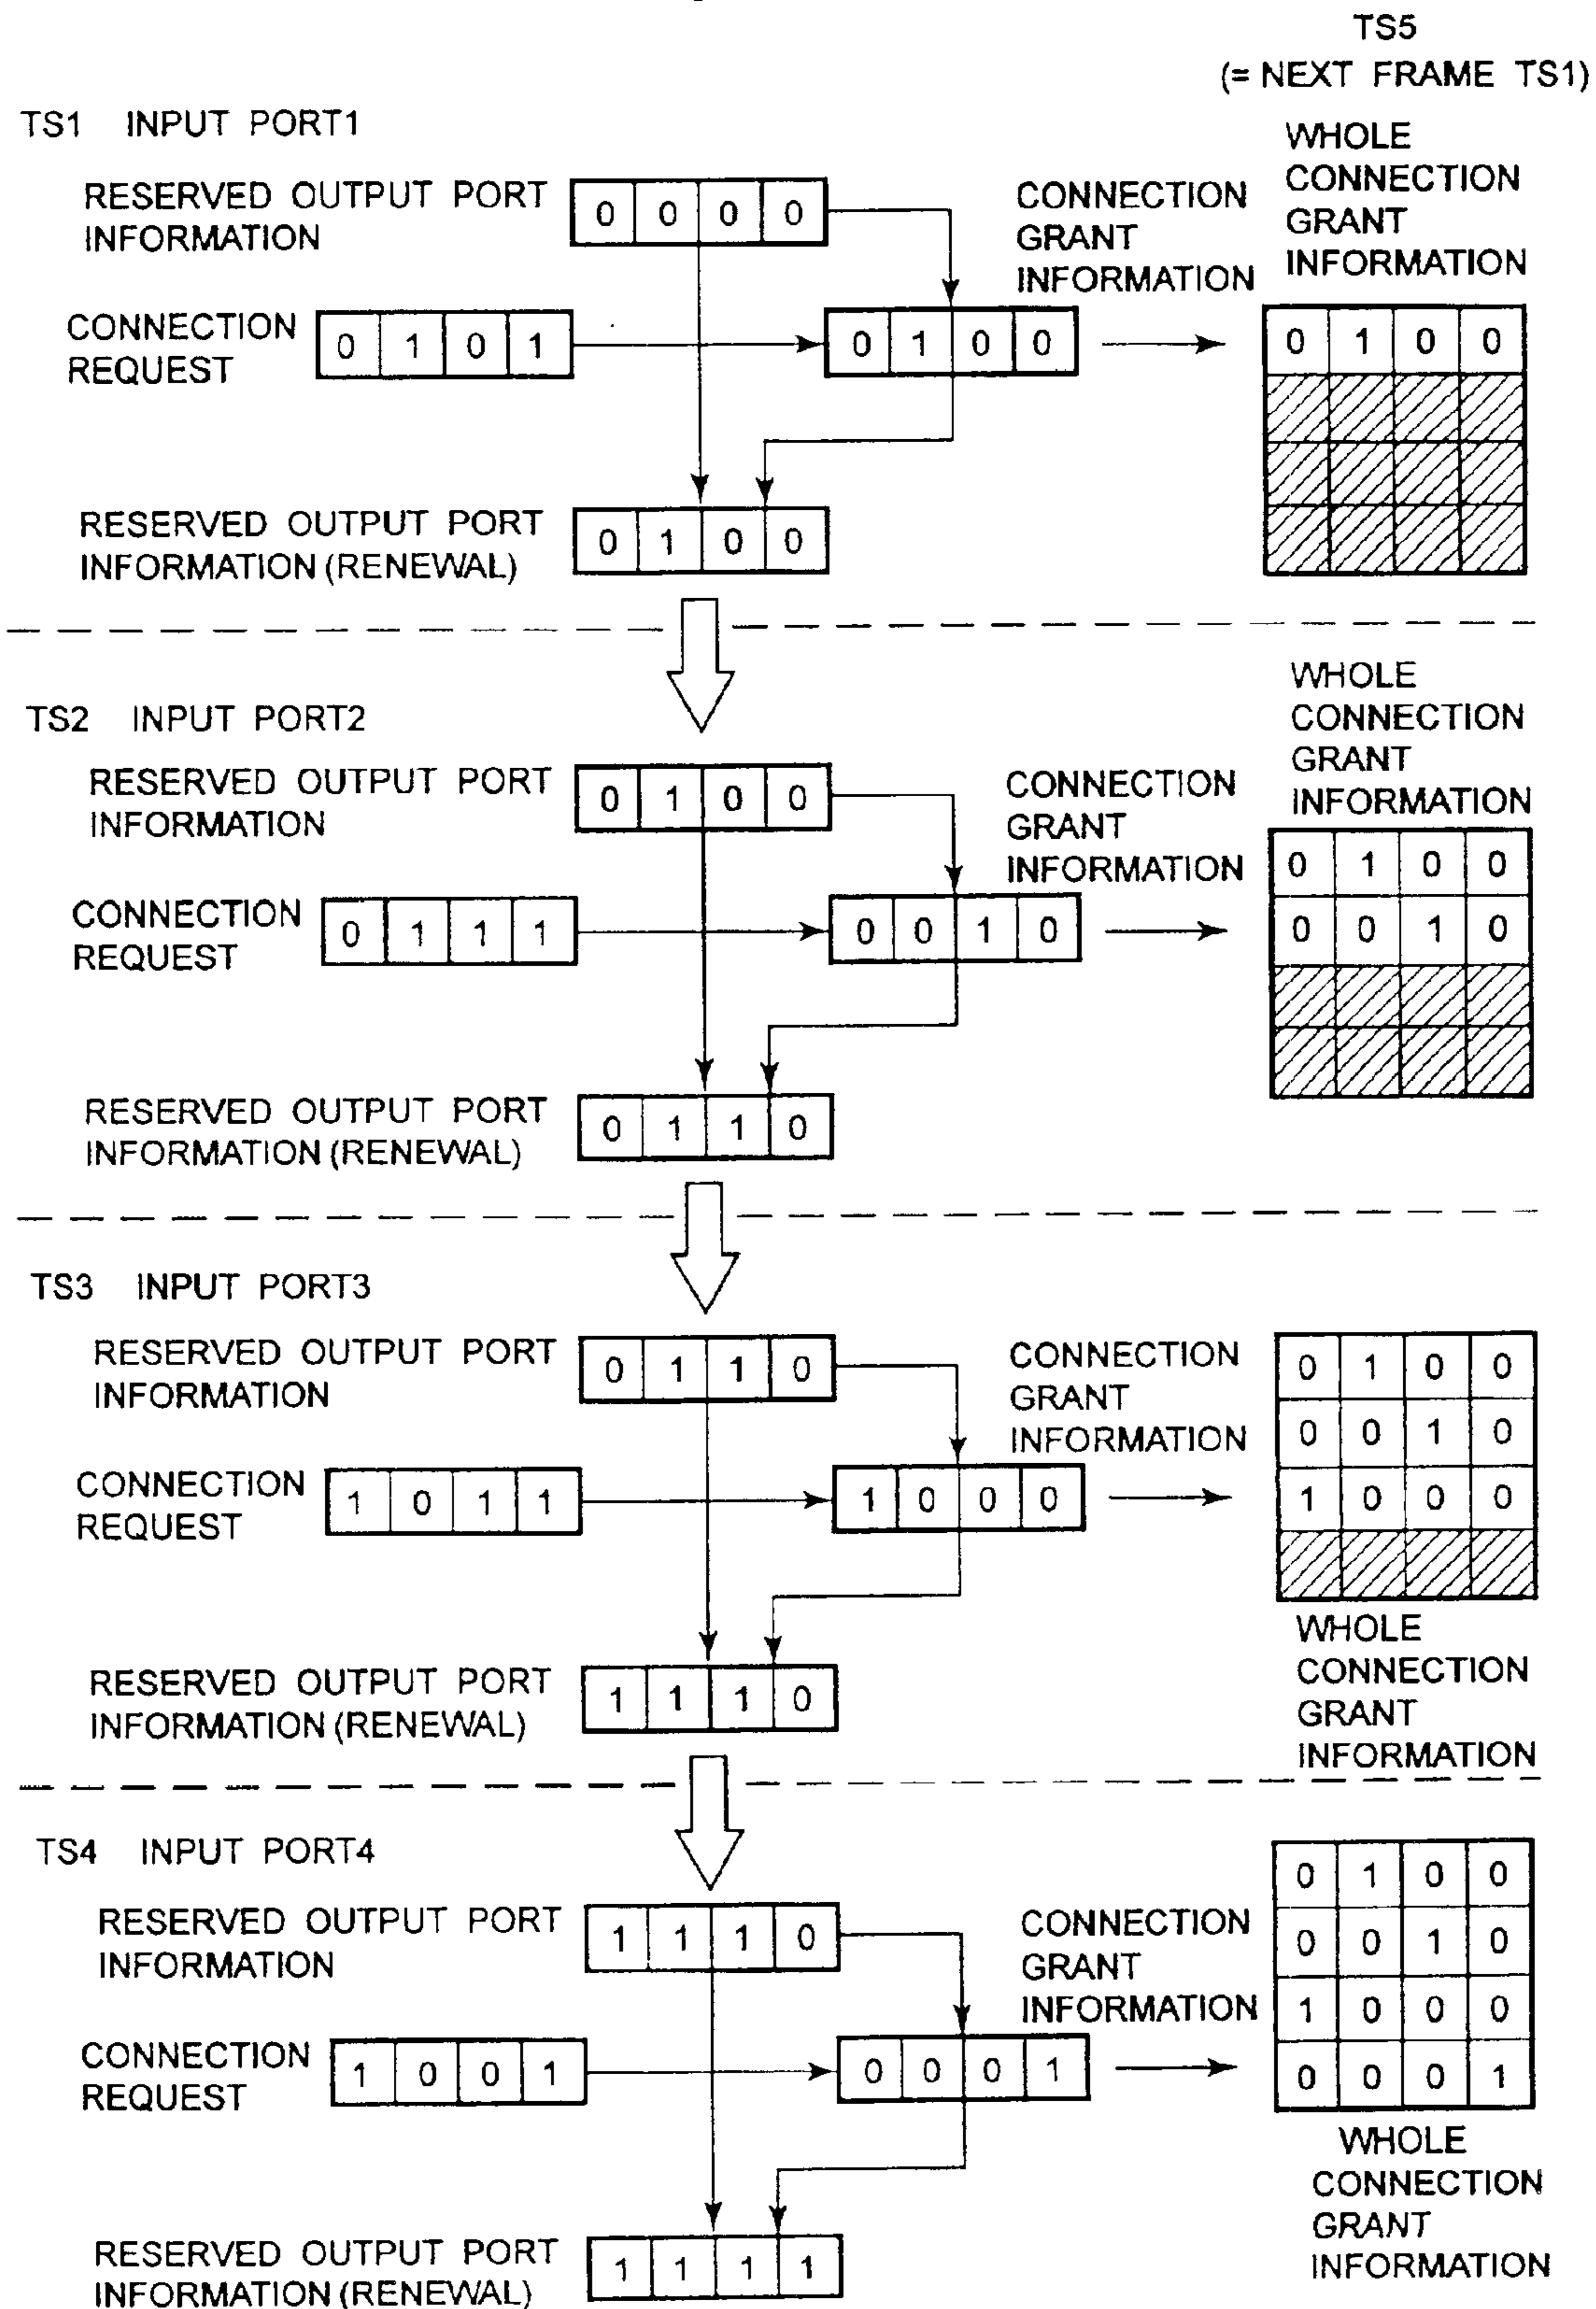 TS5
(= NEXT FRAME TS1)
TS1 INPUT PORT1
WHOLE
CONNECTION
GRANT
INFORMATION
RESERVED OUTPUT PORT
INFORMATION
0 0 0 0
CONNECTION
GRANT
INFORMATION
CONNECTION
REQUEST
0 1 0 1
0 1 0 0
0 1 0 0
RESERVED OUTPUT PORT
INFORMATION (RENEWAL)
0 1 0 0
TS2 INPUT PORT2
WHOLE
CONNECTION
GRANT
INFORMATION
RESERVED OUTPUT PORT
INFORMATION
0 1 0 0
CONNECTION
GRANT
INFORMATION
0 1 0 0
CONNECTION
REQUEST
0 1 1 1
0 0 1 0
0 0 1 0
RESERVED OUTPUT PORT
INFORMATION (RENEWAL)
0 1 1 0
TS3 INPUT PORT3
RESERVED OUTPUT PORT
INFORMATION
0 1 1 0
CONNECTION
GRANT
INFORMATION
0 1 0 0
0 0 1 0
CONNECTION
REQUEST
1 0 1 1
1 0 0 0
1 0 0 0
WHOLE
CONNECTION
GRANT
INFORMATION
RESERVED OUTPUT PORT
INFORMATION (RENEWAL)
1 1 1 0
TS4 INPUT PORT4
RESERVED OUTPUT PORT
INFORMATION
1 1 1 0
CONNECTION
GRANT
INFORMATION
0 1 0 0
0 0 1 0
1 0 0 0
CONNECTION
REQUEST
1 0 0 1
0 0 0 1
0 0 0 1
WHOLE
CONNECTION
GRANT
INFORMATION
RESERVED OUTPUT PORT
INFORMATION (RENEWAL)
1 1 1 1